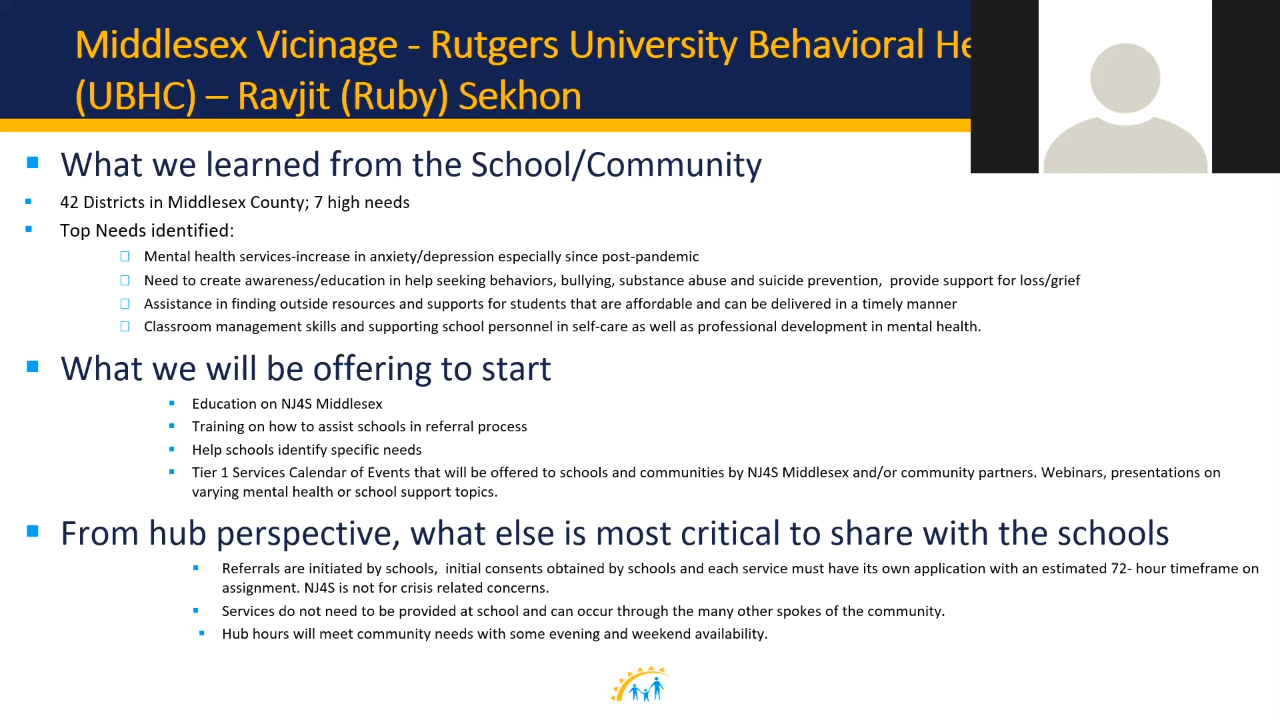 Middlesex Vicinage - Rutgers University Behavioral
(UBHC) – Ravjit (Ruby) Sekhon
What we learned from the School/Community
42 Districts in Middlesex County; 7 high needs
Top Needs identified:
Mental health services-increase in anxiety/depression especially since post-pandemic
Need to create awareness/education in help seeking behaviors, bullying, substance abuse and suicide prevention, provide support for loss/grief
Assistance in finding outside resources and supports for students that are affordable and can be delivered in a timely manner
Classroom management skills and supporting school personnel in self-care as well as professional development in mental health.
What we will be offering to start
Education on NJ4S Middlesex
Training on how to assist schools in referral process
Help schools identify specific needs
Tier 1 Services Calendar of Events that will be offered to schools and communities by NJ4S Middlesex and/or community partners. Webinars, presentations on
varying mental health or school support topics.
From hub perspective, what else is most critical to share with the schools
Referrals are initiated by schools, initial consents obtained by schools and each service must have its own application with an estimated 72- hour timeframe on
assignment. NJ4S is not for crisis related concerns.
Services do not need to be provided at school and can occur through the many other spokes of the community.
Hub hours will meet community needs with some evening and weekend availability.